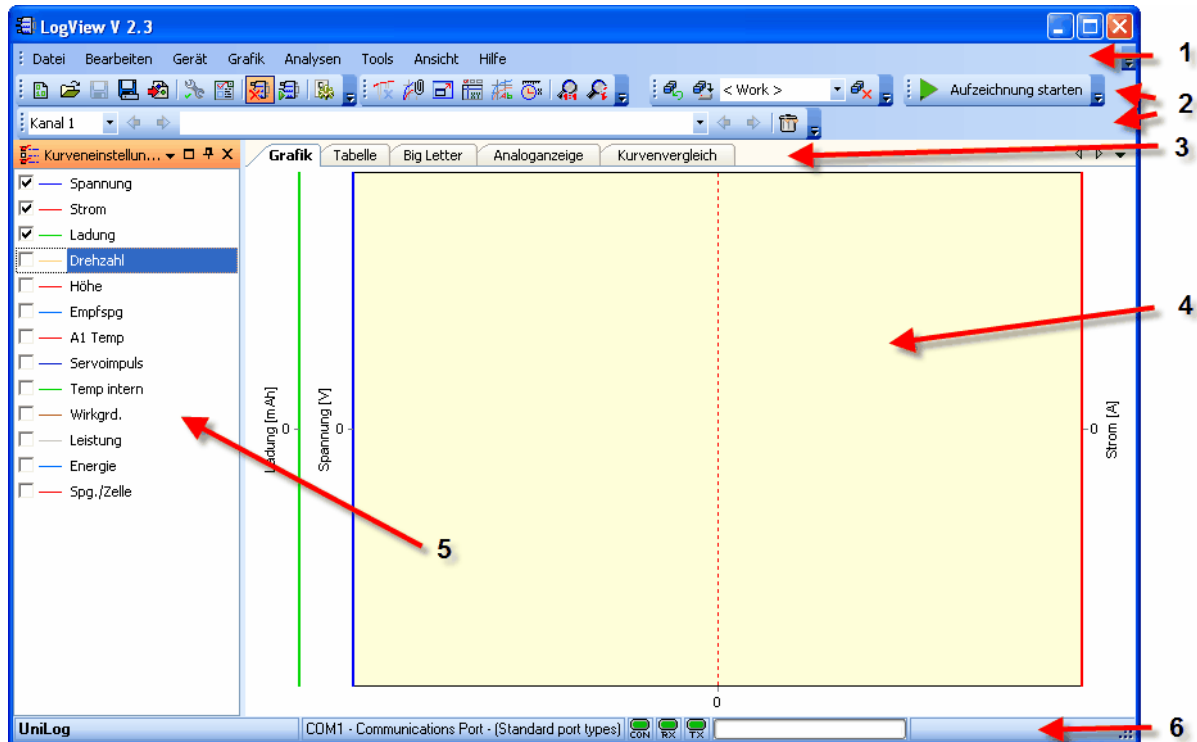 LogView V 2.3
Datei Bearbeiten Gerät Grafik Analysen Tools Ansicht Hilfe
1
< Work >
Aufzeichnung starten
2
Kanal 1
Kurveneinstellun...
Grafik Tabelle Big Letter Analoganzeige Kurvenvergleich
3
Spannung
Strom
Ladung
Drehzahl
Höhe
Empfspg
A1 Temp
Servoimpuls
Temp intern
Wirkgrd.
Leistung
Energie
Spg./Zelle
Ladung [mAh]
0
Spannung [V]
0
0
Strom [A]
4
5
0
UniLog
COM1 - Communications Port - (Standard port types) CON RX TX
6